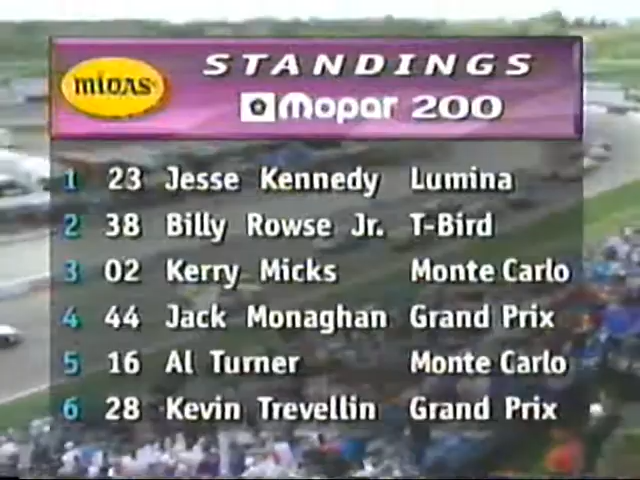 MIDAS
STANDINGS
Mopar 200
1 23 Jesse Kennedy Lumina
2 38 Billy Rowse Jr. T-Bird
3 02 Kerry Micks Monte Carlo
4 44 Jack Monaghan Grand Prix
5 16 Al Turner Monte Carlo
6 28 Kevin Trevellin Grand Prix